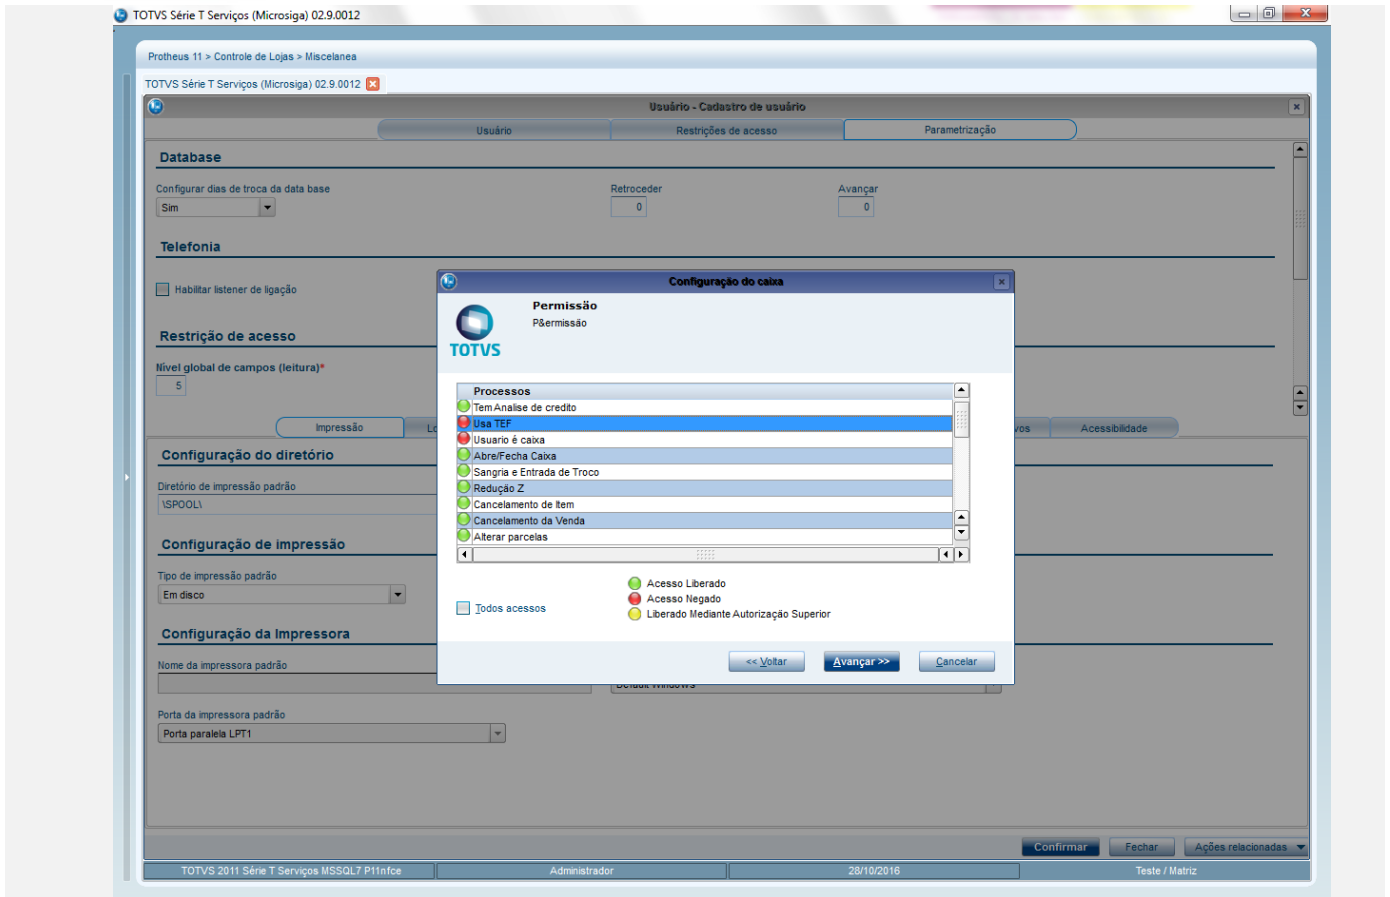 TOTVS Série T Serviços (Microsiga) 02.9.0012
Protheus 11 > Controle de Lojas > Miscelanea
TOTVS Série T Serviços (Microsiga) 02.9.0012
Usuário - Cadastro de usuário
Usuário
Restrições de acesso
Parametrização
Database
Configurar dias de troca da data base
Retroceder
Avançar
Sim
0
0
Telefonia
Habilitar listener de ligação
Restrição de acesso
Nível global de campos (leitura)*
5
Impressão
Acessibilidade
Configuração do diretório
Diretório de impressão padrão
\SPOOL\
Configuração de impressão
Tipo de impressão padrão
Em disco
Configuração da Impressora
Nome da impressora padrão
Default Windows
Porta da impressora padrão
Porta paralela LPT1
Configuração do caixa
Permissão
P&ermissão
TOTVS
Processos
Tem Analise de credito
Usa TEF
Usuario é caixa
Abre/Fecha Caixa
Sangria e Entrada de Troco
Redução Z
Cancelamento de Item
Cancelamento da Venda
Alterar parcelas
Todos acessos
Acesso Liberado
Acesso Negado
Liberado Mediante Autorização Superior
<< Voltar
Avançar >>
Cancelar
Confirmar
Fechar
Ações relacionadas
TOTVS 2011 Série T Serviços MSSQL7 P11nfce
Administrador
28/10/2016
Teste / Matriz